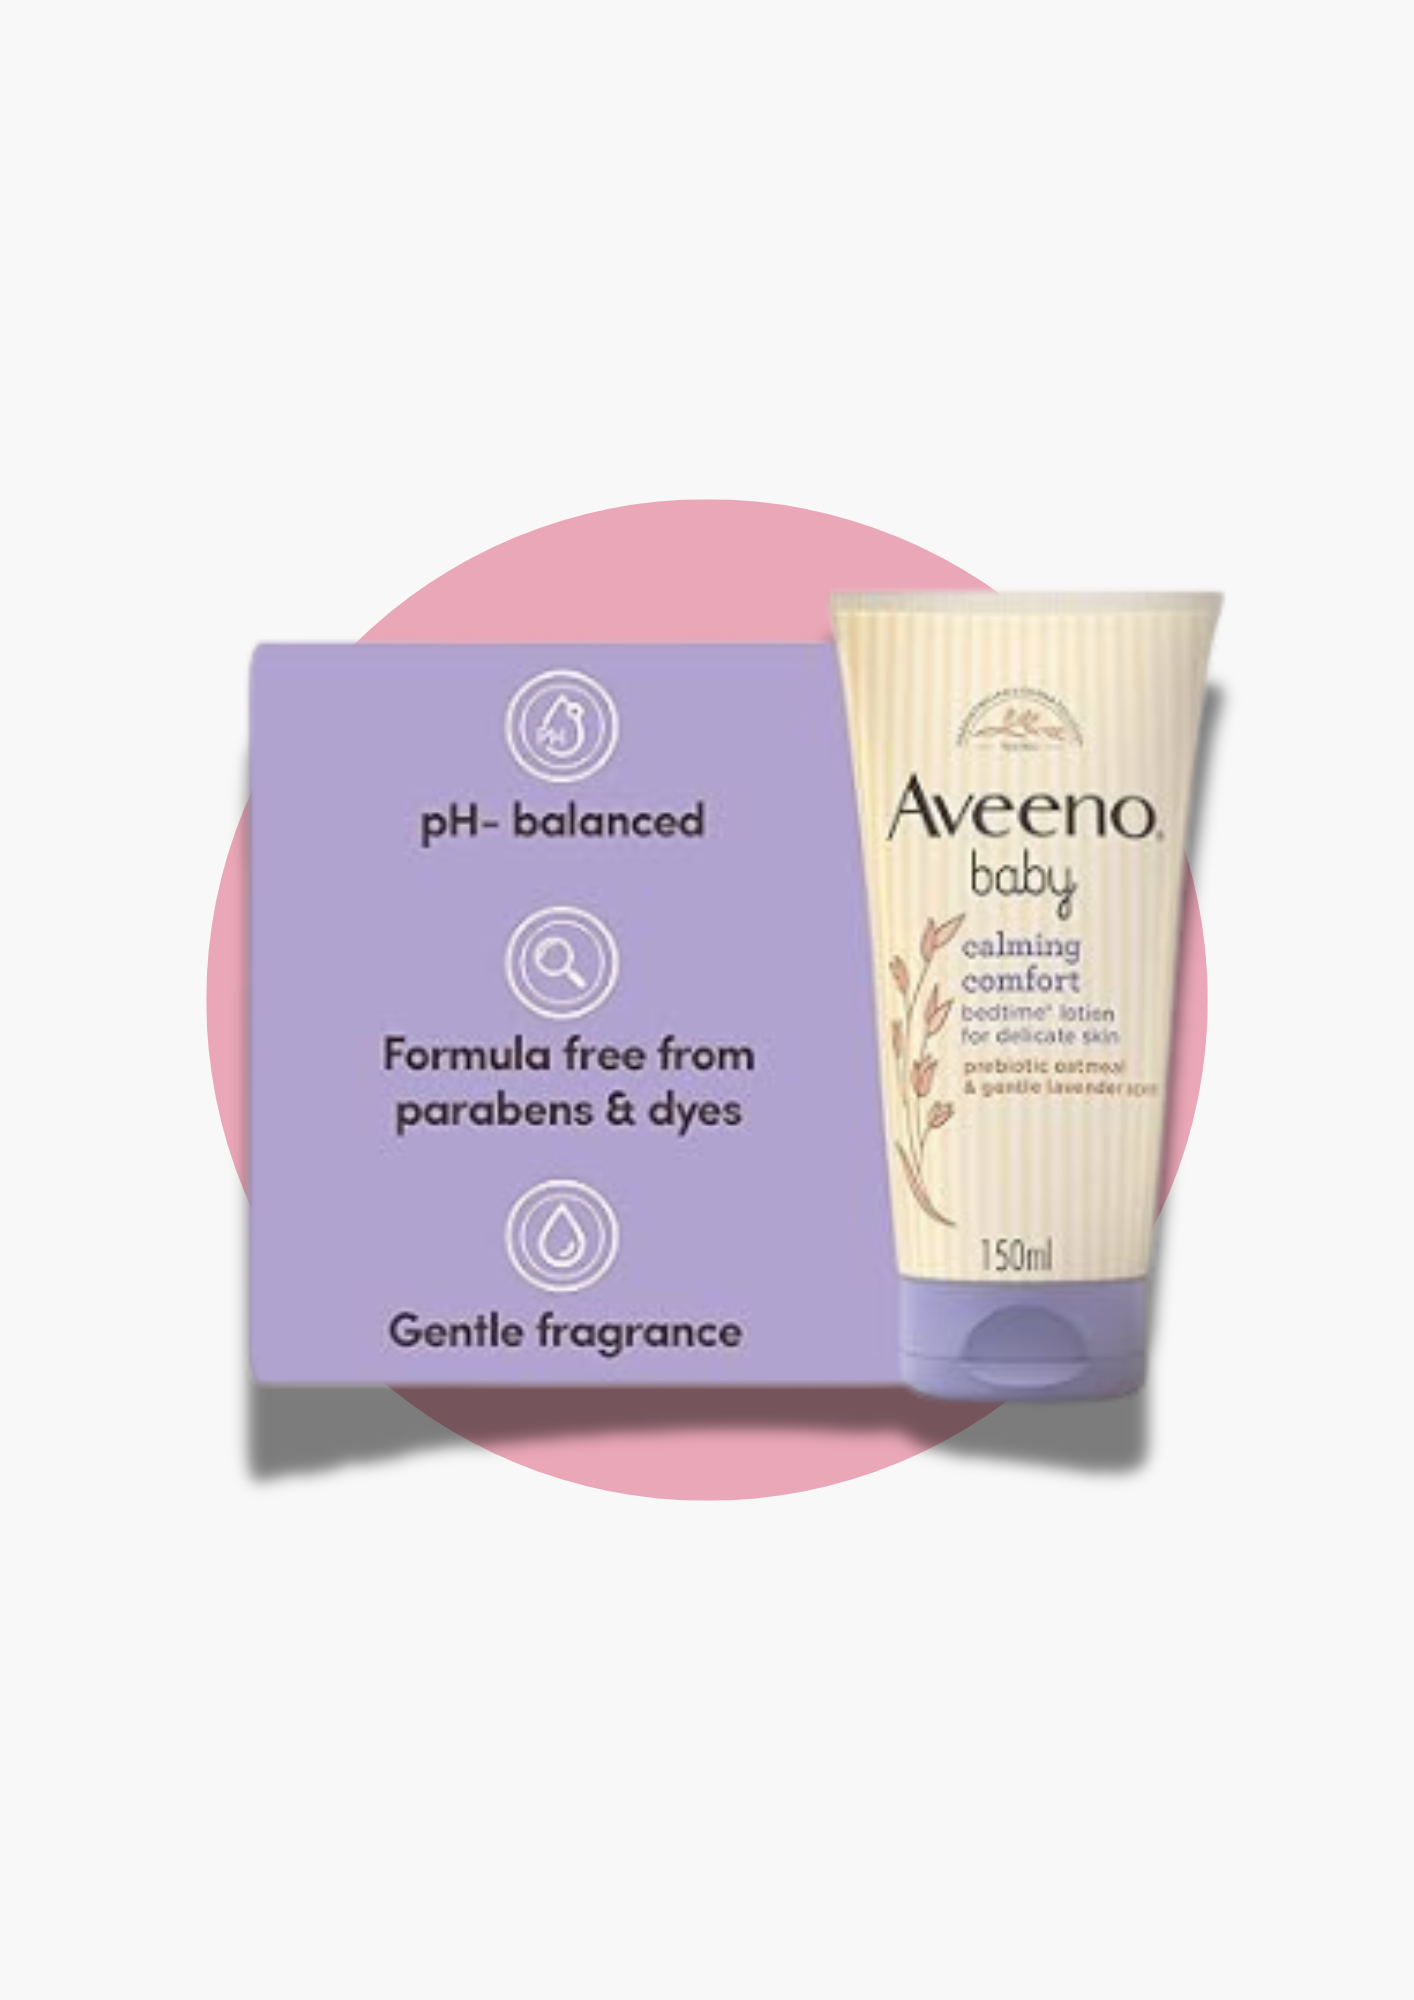 pH- balanced
Formula free from
parabens & dyes
Gentle fragrance
Aveeno®
baby
calming
comfort
bedtime® lotion
for delicate skin
prebiotic oatmeal
& gentle lavender scent
150ml